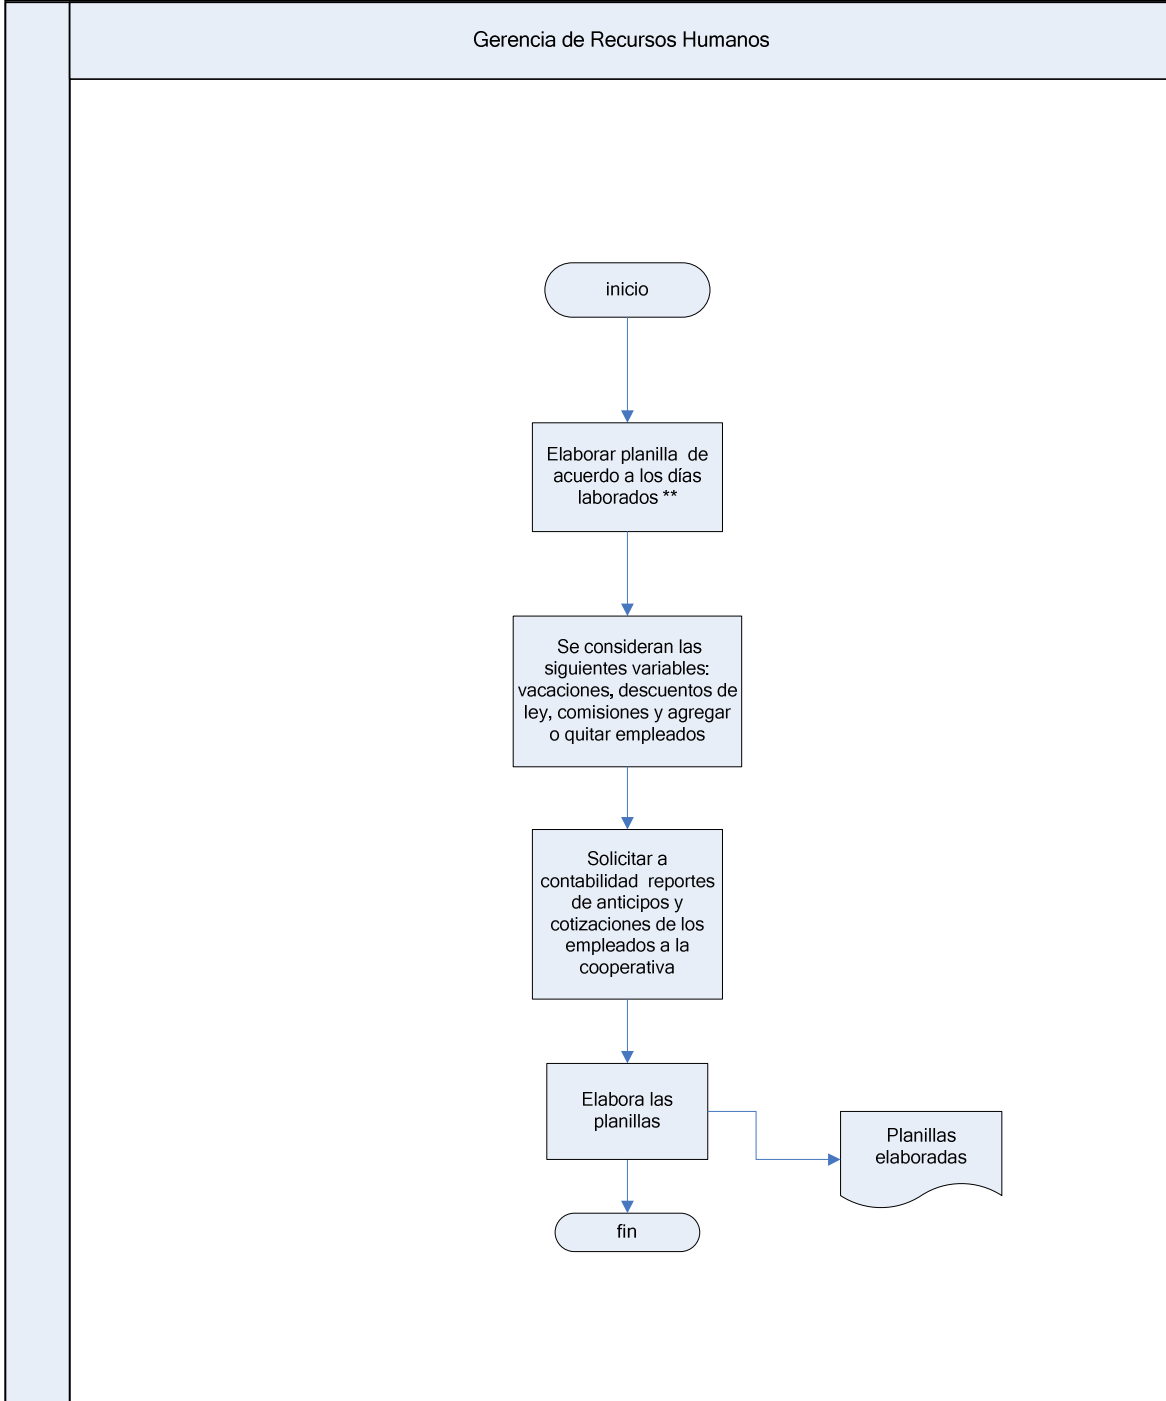 Gerencia de Recursos Humanos
inicio
Elaborar planilla de
acuerdo a los días
laborados **
Se consideran las
siguientes variables:
vacaciones, descuentos de
ley, comisiones y agregar
o quitar empleados
Solicitar a
contabilidad reportes
de anticipos y
cotizaciones de los
empleados a la
cooperativa
Elabora las
planillas
Planillas
elaboradas
fin